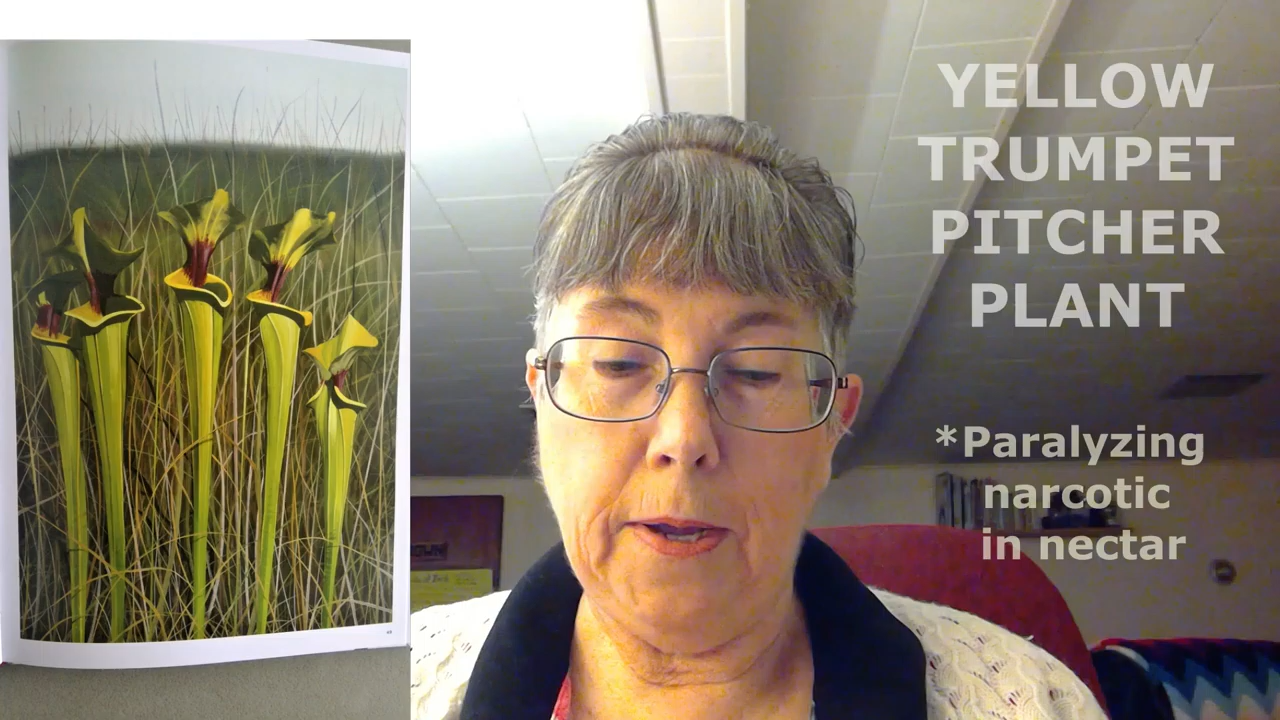 YELLOW
TRUMPET
PITCHER
PLANT
*Paralyzing
narcotic
in nectar